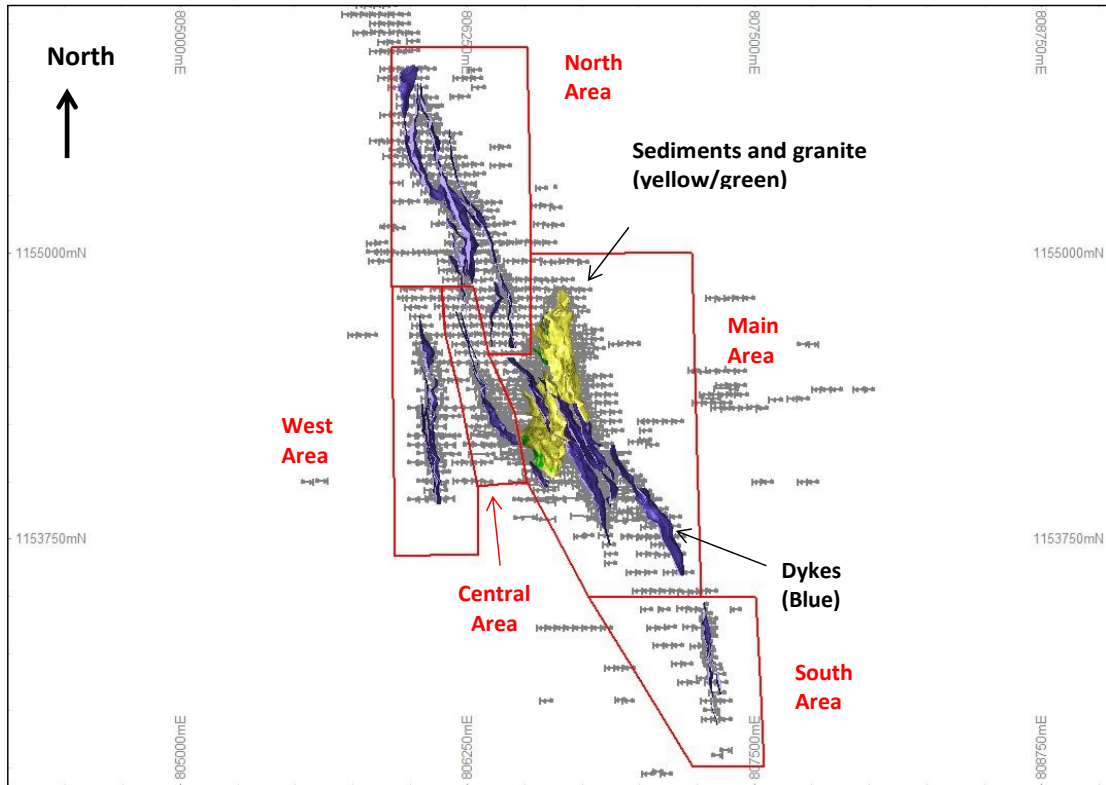 805000mE
806250mE
807500mE
808750mE
North
North
Area
Sediments and granite
(yellow/green)
1155000mN
1155000mN
Main
Area
West
Area
1153750mN
1153750mN
Dykes
(Blue)
Central
Area
South
Area
805000mE
806250mE
807500mE
808750mE